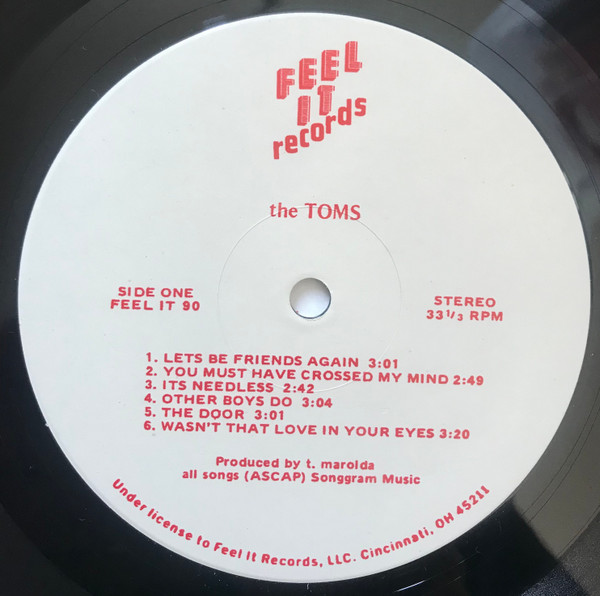 FEEL
IT
records
the TOMS
SIDE ONE
FEEL IT 90
STEREO
33 1/3 RPM
1. LETS BE FRIENDS AGAIN 3:01
2. YOU MUST HAVE CROSSED MY MIND 2:49
3. ITS NEEDLESS 2:42
4. OTHER BOYS DO 3:04
5. THE DOOR 3:01
6. WASN'T THAT LOVE IN YOUR EYES 3:20
Produced by t. marolda
all songs (ASCAP) Songgram Music
Under license to Feel It Records, LLC. Cincinnati, OH 45211